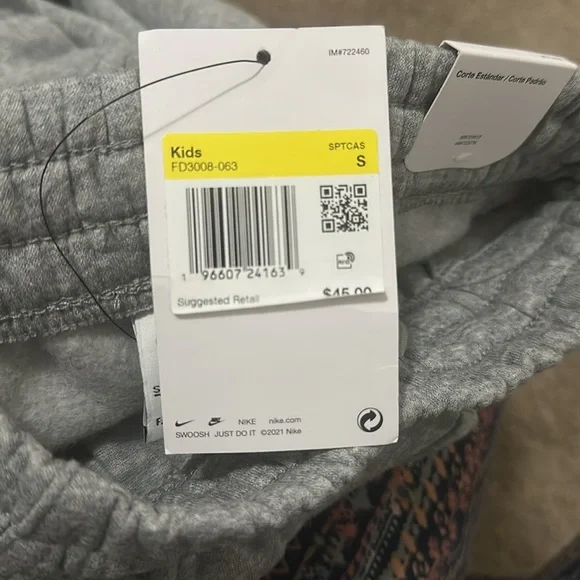 IM#722460
Corte Estándar / Corte Padrão
Kids
SPTCAS
FD3008-063
S
1 96607 24163 9
Suggested Retail
$45.00
NIKE nike.com
SWOOSH JUST DO IT ©2021 Nike